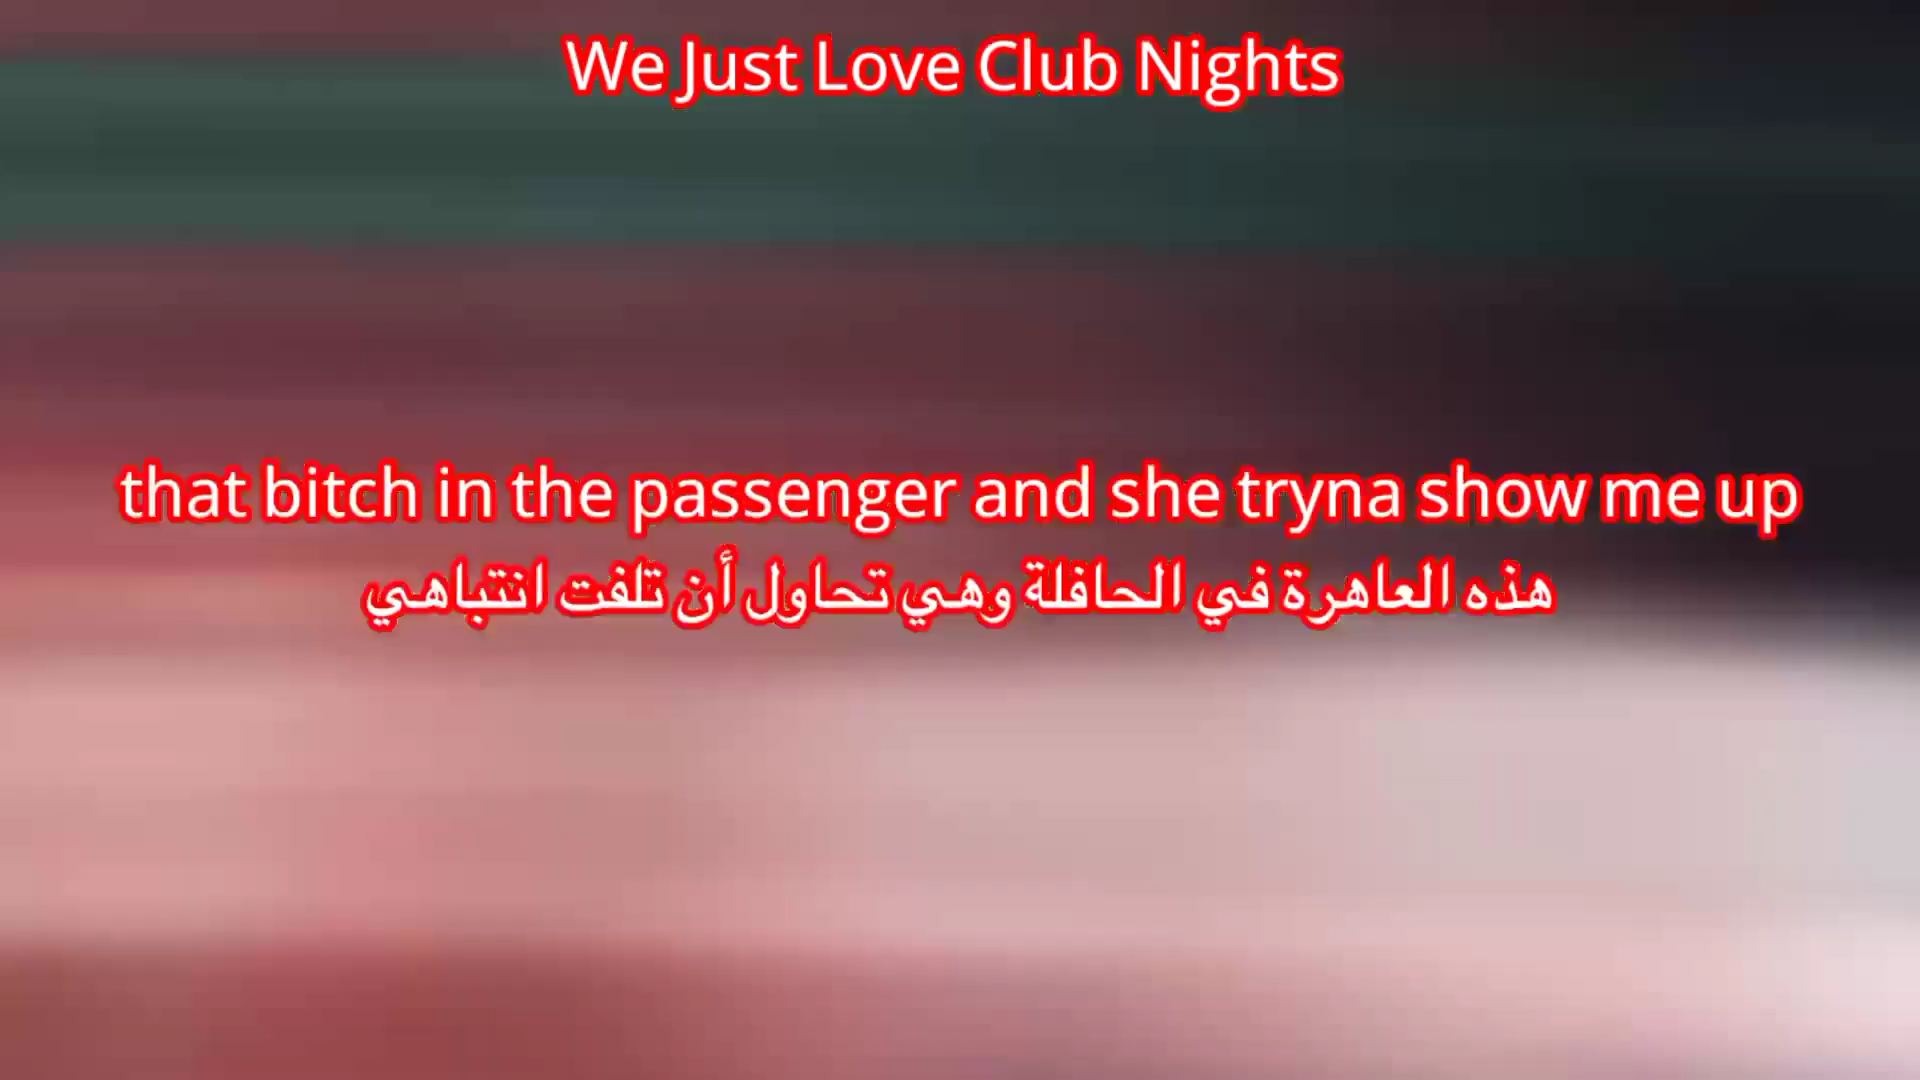 We Just Love Club Nights
that bitch in the passenger and she tryna show me up
هذه العاهرة في الحافلة وهي تحاول أن تلفت انتباهي